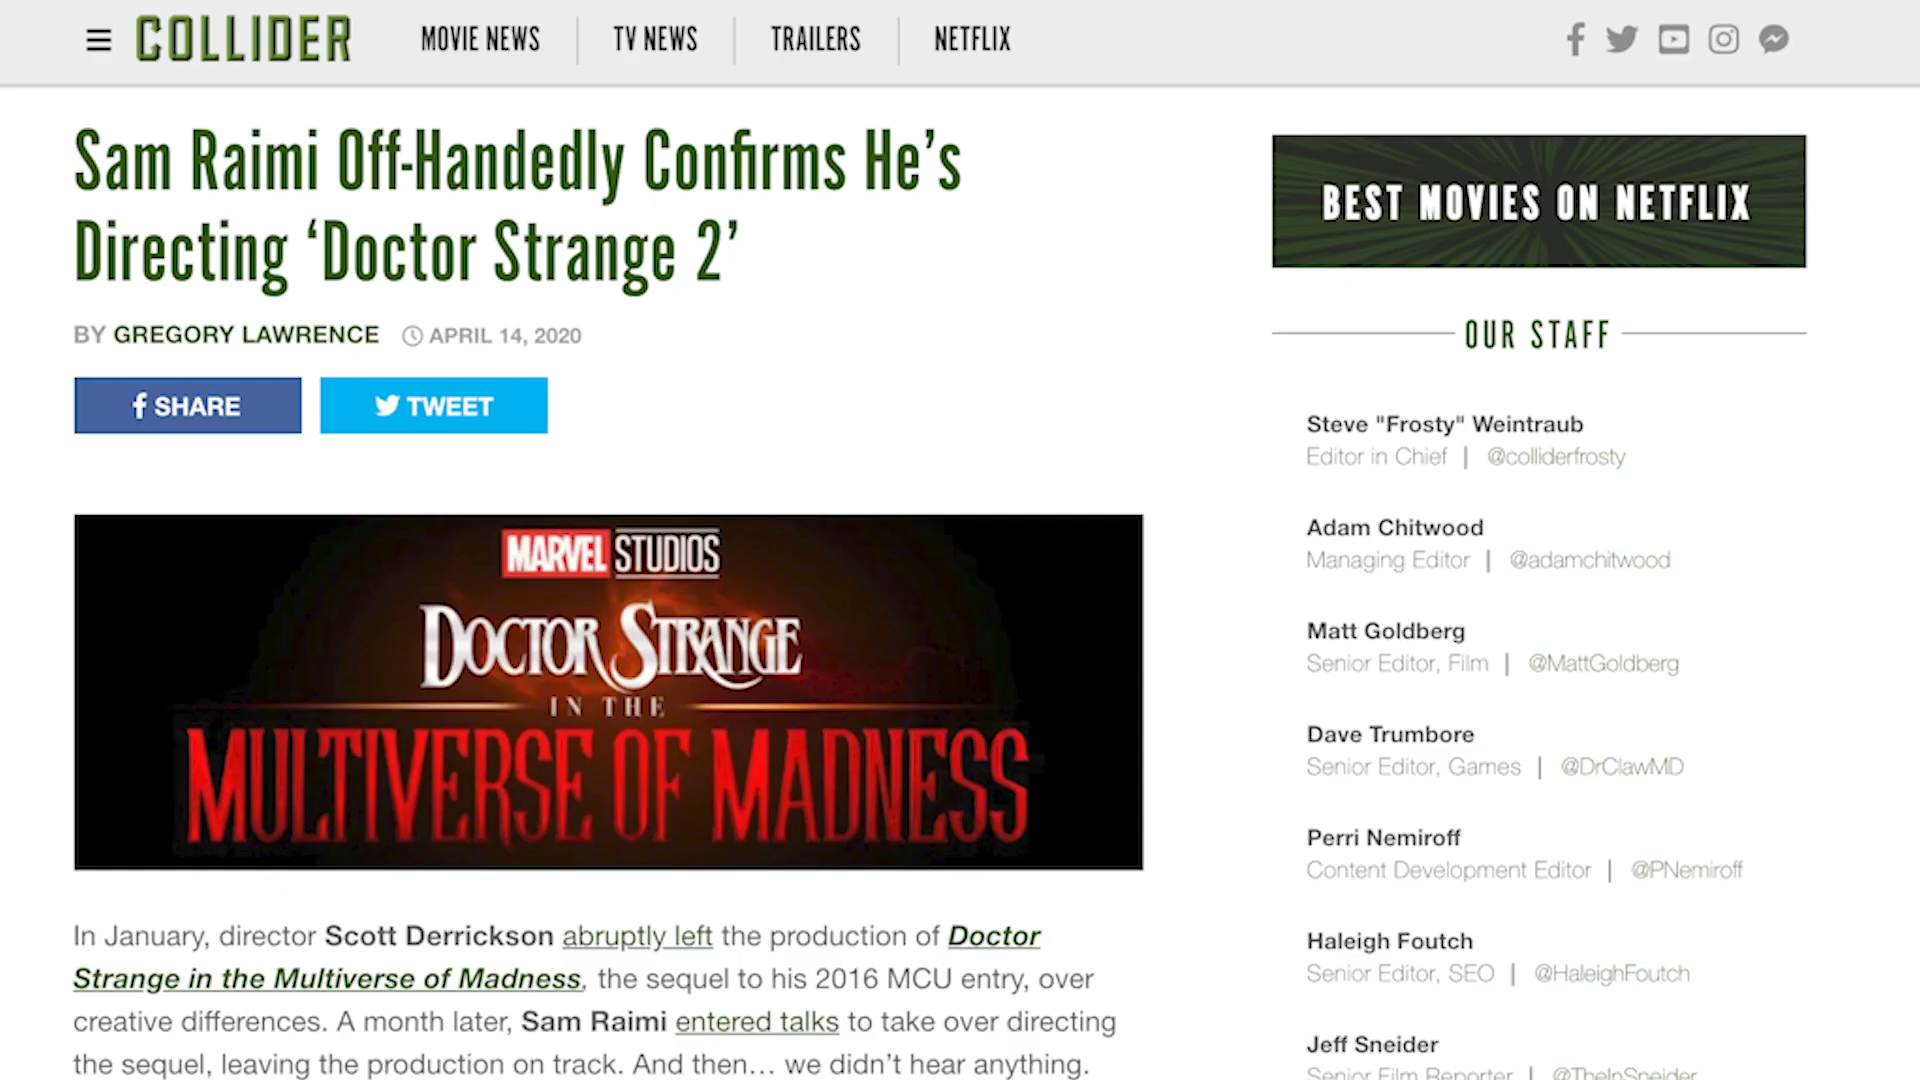 COLLIDER
MOVIE NEWS
TV NEWS
TRAILERS
NETFLIX
Sam Raimi Off-Handedly Confirms He’s
Directing ‘Doctor Strange 2’
BY GREGORY LAWRENCE APRIL 14, 2020
SHARE
TWEET
MARVEL STUDIOS
DOCTOR STRANGE
IN THE
MULTIVERSE OF MADNESS
In January, director Scott Derrickson abruptly left the production of Doctor
Strange in the Multiverse of Madness, the sequel to his 2016 MCU entry, over
creative differences. A month later, Sam Raimi entered talks to take over directing
the sequel, leaving the production on track. And then… we didn’t hear anything.
BEST MOVIES ON NETFLIX
OUR STAFF
Steve "Frosty" Weintraub
Editor in Chief | @colliderfrosty
Adam Chitwood
Managing Editor | @adamchitwood
Matt Goldberg
Senior Editor, Film | @MattGoldberg
Dave Trumbore
Senior Editor, Games | @DrClawMD
Perri Nemiroff
Content Development Editor | @PNemiroff
Haleigh Foutch
Senior Editor, SEO | @HaleighFoutch
Jeff Sneider
Senior Film Reporter | @TheInSneider